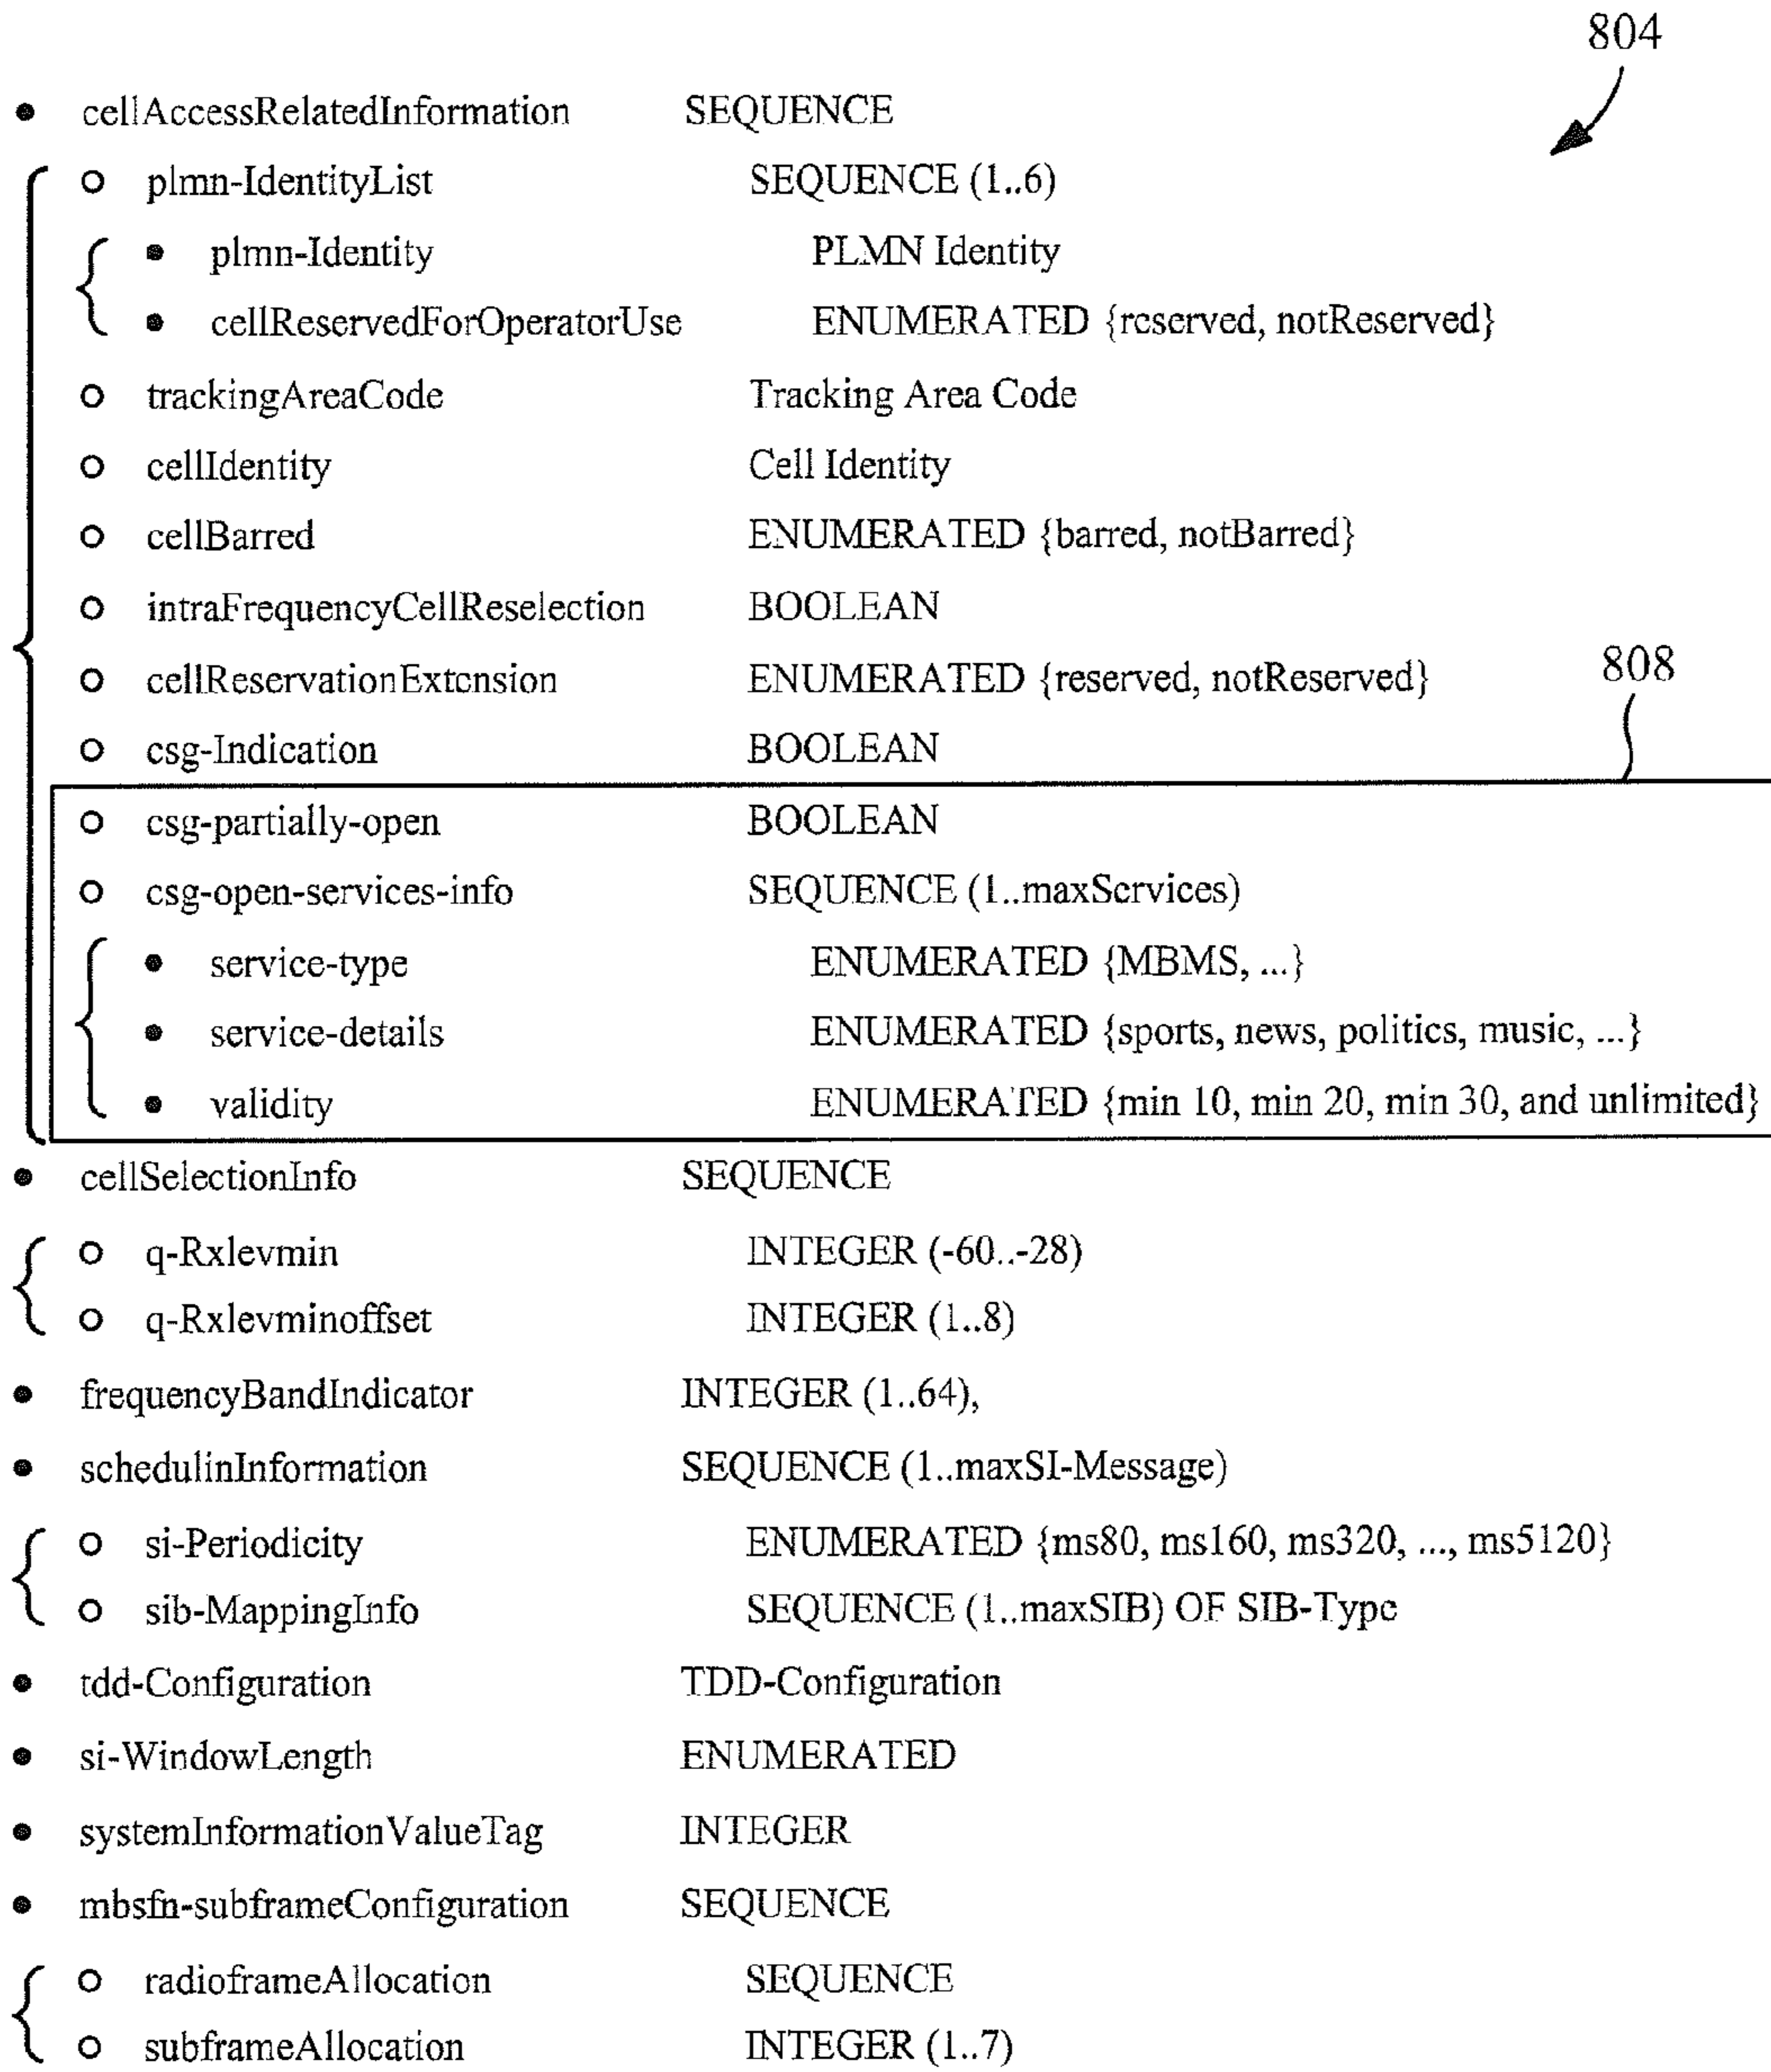 804
• cellAccessRelatedInformation SEQUENCE
o plmn-IdentityList SEQUENCE (1..6)
• plmn-Identity PLMN Identity
• cellReservedForOperatorUse ENUMERATED {reserved, notReserved}
o trackingAreaCode Tracking Area Code
o cellIdentity Cell Identity
o cellBarred ENUMERATED {barred, notBarred}
o intraFrequencyCellReselection BOOLEAN
o cellReservationExtension ENUMERATED {reserved, notReserved}
808
o csg-Indication BOOLEAN
o csg-partially-open BOOLEAN
o csg-open-services-info SEQUENCE (1..maxServices)
• service-type ENUMERATED {MBMS, ...}
• service-details ENUMERATED {sports, news, politics, music, ...}
• validity ENUMERATED {min 10, min 20, min 30, and unlimited}
• cellSelectionInfo SEQUENCE
o q-Rxlevmin INTEGER (-60..-28)
o q-Rxlevminoffset INTEGER (1..8)
• frequencyBandIndicator INTEGER (1..64),
• schedulinInformation SEQUENCE (1..maxSI-Message)
o si-Periodicity ENUMERATED {ms80, ms160, ms320, ..., ms5120}
o sib-MappingInfo SEQUENCE (1..maxSIB) OF SIB-Type
• tdd-Configuration TDD-Configuration
• si-WindowLength ENUMERATED
• systemInformationValueTag INTEGER
• mbsfn-subframeConfiguration SEQUENCE
o radioframeAllocation SEQUENCE
o subframeAllocation INTEGER (1..7)